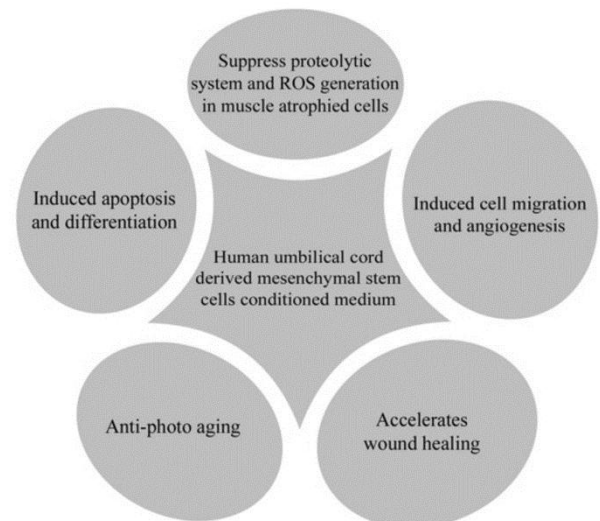 Suppress proteolytic
system and ROS generation
in muscle atrophied cells
Induced apoptosis
and differentiation
Induced cell migration
and angiogenesis
Human umbilical cord
derived mesenchymal stem
cells conditioned medium
Anti-photo aging
Accelerates
wound healing